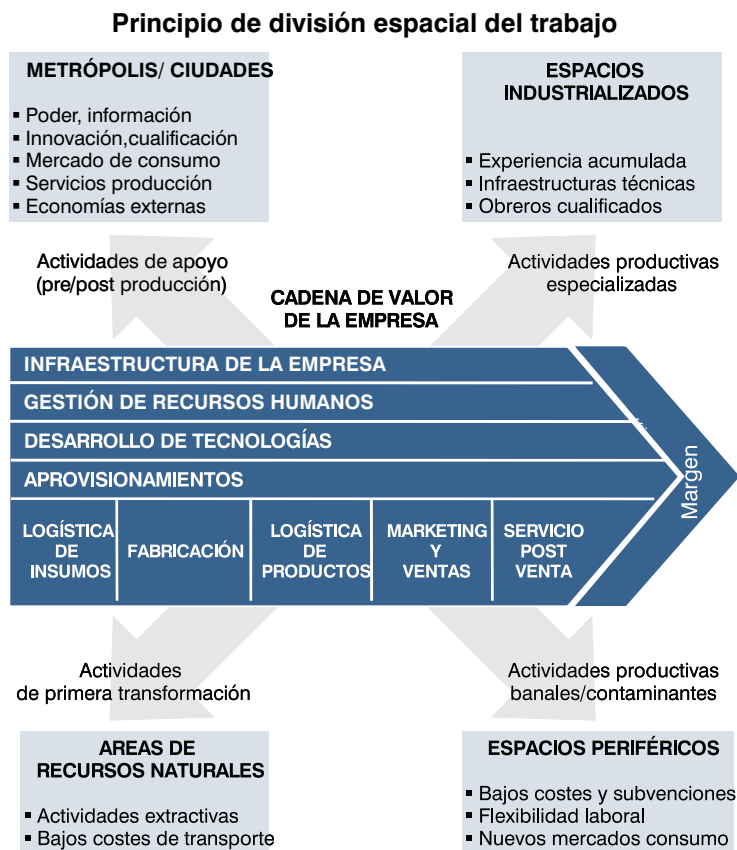 Principio de división espacial del trabajo
METRÓPOLIS/ CIUDADES
▪ Poder, información
▪ Innovación,cualificación
▪ Mercado de consumo
▪ Servicios producción
▪ Economías externas
ESPACIOS
INDUSTRIALIZADOS
▪ Experiencia acumulada
▪ Infraestructuras técnicas
▪ Obreros cualificados
Actividades de apoyo
(pre/post producción)
Actividades productivas
especializadas
CADENA DE VALOR
DE LA EMPRESA
INFRAESTRUCTURA DE LA EMPRESA
GESTIÓN DE RECURSOS HUMANOS
DESARROLLO DE TECNOLOGÍAS
APROVISIONAMIENTOS
LOGÍSTICA
DE
INSUMOS
FABRICACIÓN
LOGÍSTICA
DE
PRODUCTOS
MARKETING
Y
VENTAS
SERVICIO
POST
VENTA
Margen
Actividades
de primera transformación
Actividades productivas
banales/contaminantes
AREAS DE
RECURSOS NATURALES
▪ Actividades extractivas
▪ Bajos costes de transporte
ESPACIOS PERIFÉRICOS
▪ Bajos costes y subvenciones
▪ Flexibilidad laboral
▪ Nuevos mercados consumo